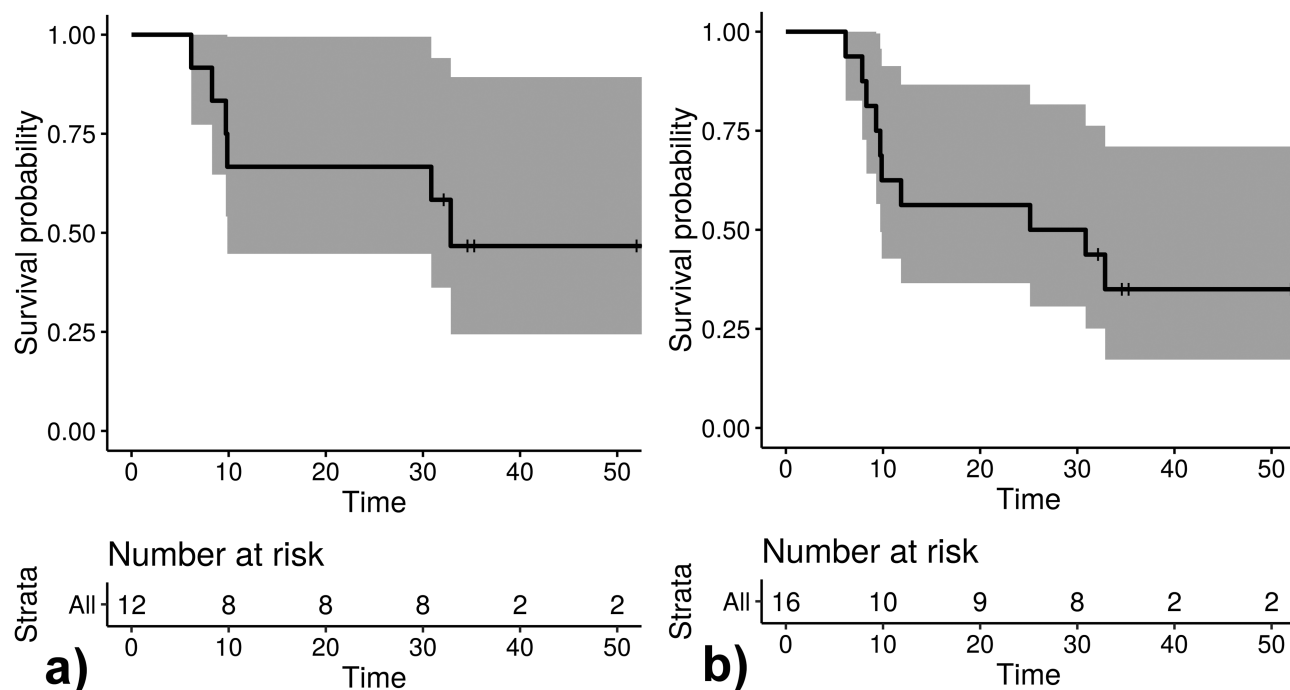 1.00
0.75
0.50
0.25
0.00
Survival probability
0 10 20 30 40 50
Time
Number at risk
Strata
All 12 8 8 8 2 2
0 10 20 30 40 50
Time
a)
1.00
0.75
0.50
0.25
0.00
Survival probability
0 10 20 30 40 50
Time
Number at risk
Strata
All 16 10 9 8 2 2
0 10 20 30 40 50
Time
b)